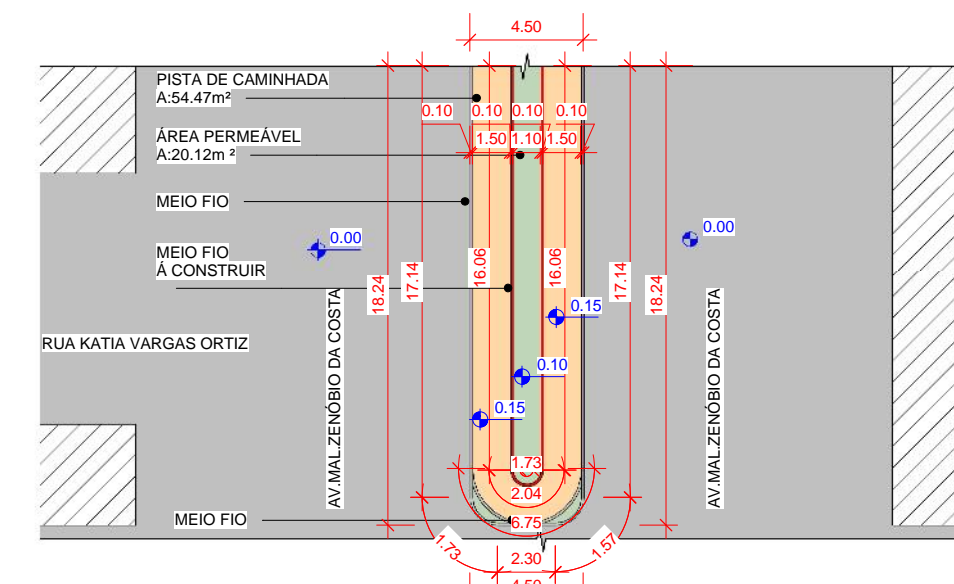 4.50
PISTA DE CAMINHADA
A:54.47m²
0.10 0.10 0.10 0.10
ÁREA PERMEÁVEL
A:20.12m ²
1.50 1.10 1.50
MEIO FIO
0.00
0.00
MEIO FIO
Á CONSTRUIR
18.24
17.14
16.06
16.06
17.14
18.24
0.15
RUA KATIA VARGAS ORTIZ
AV.MAL.ZENÓBIO DA COSTA
AV.MAL.ZENÓBIO DA COSTA
0.10
0.15
1.73
2.04
MEIO FIO
6.75
1.73
2.30
1.57
4.50